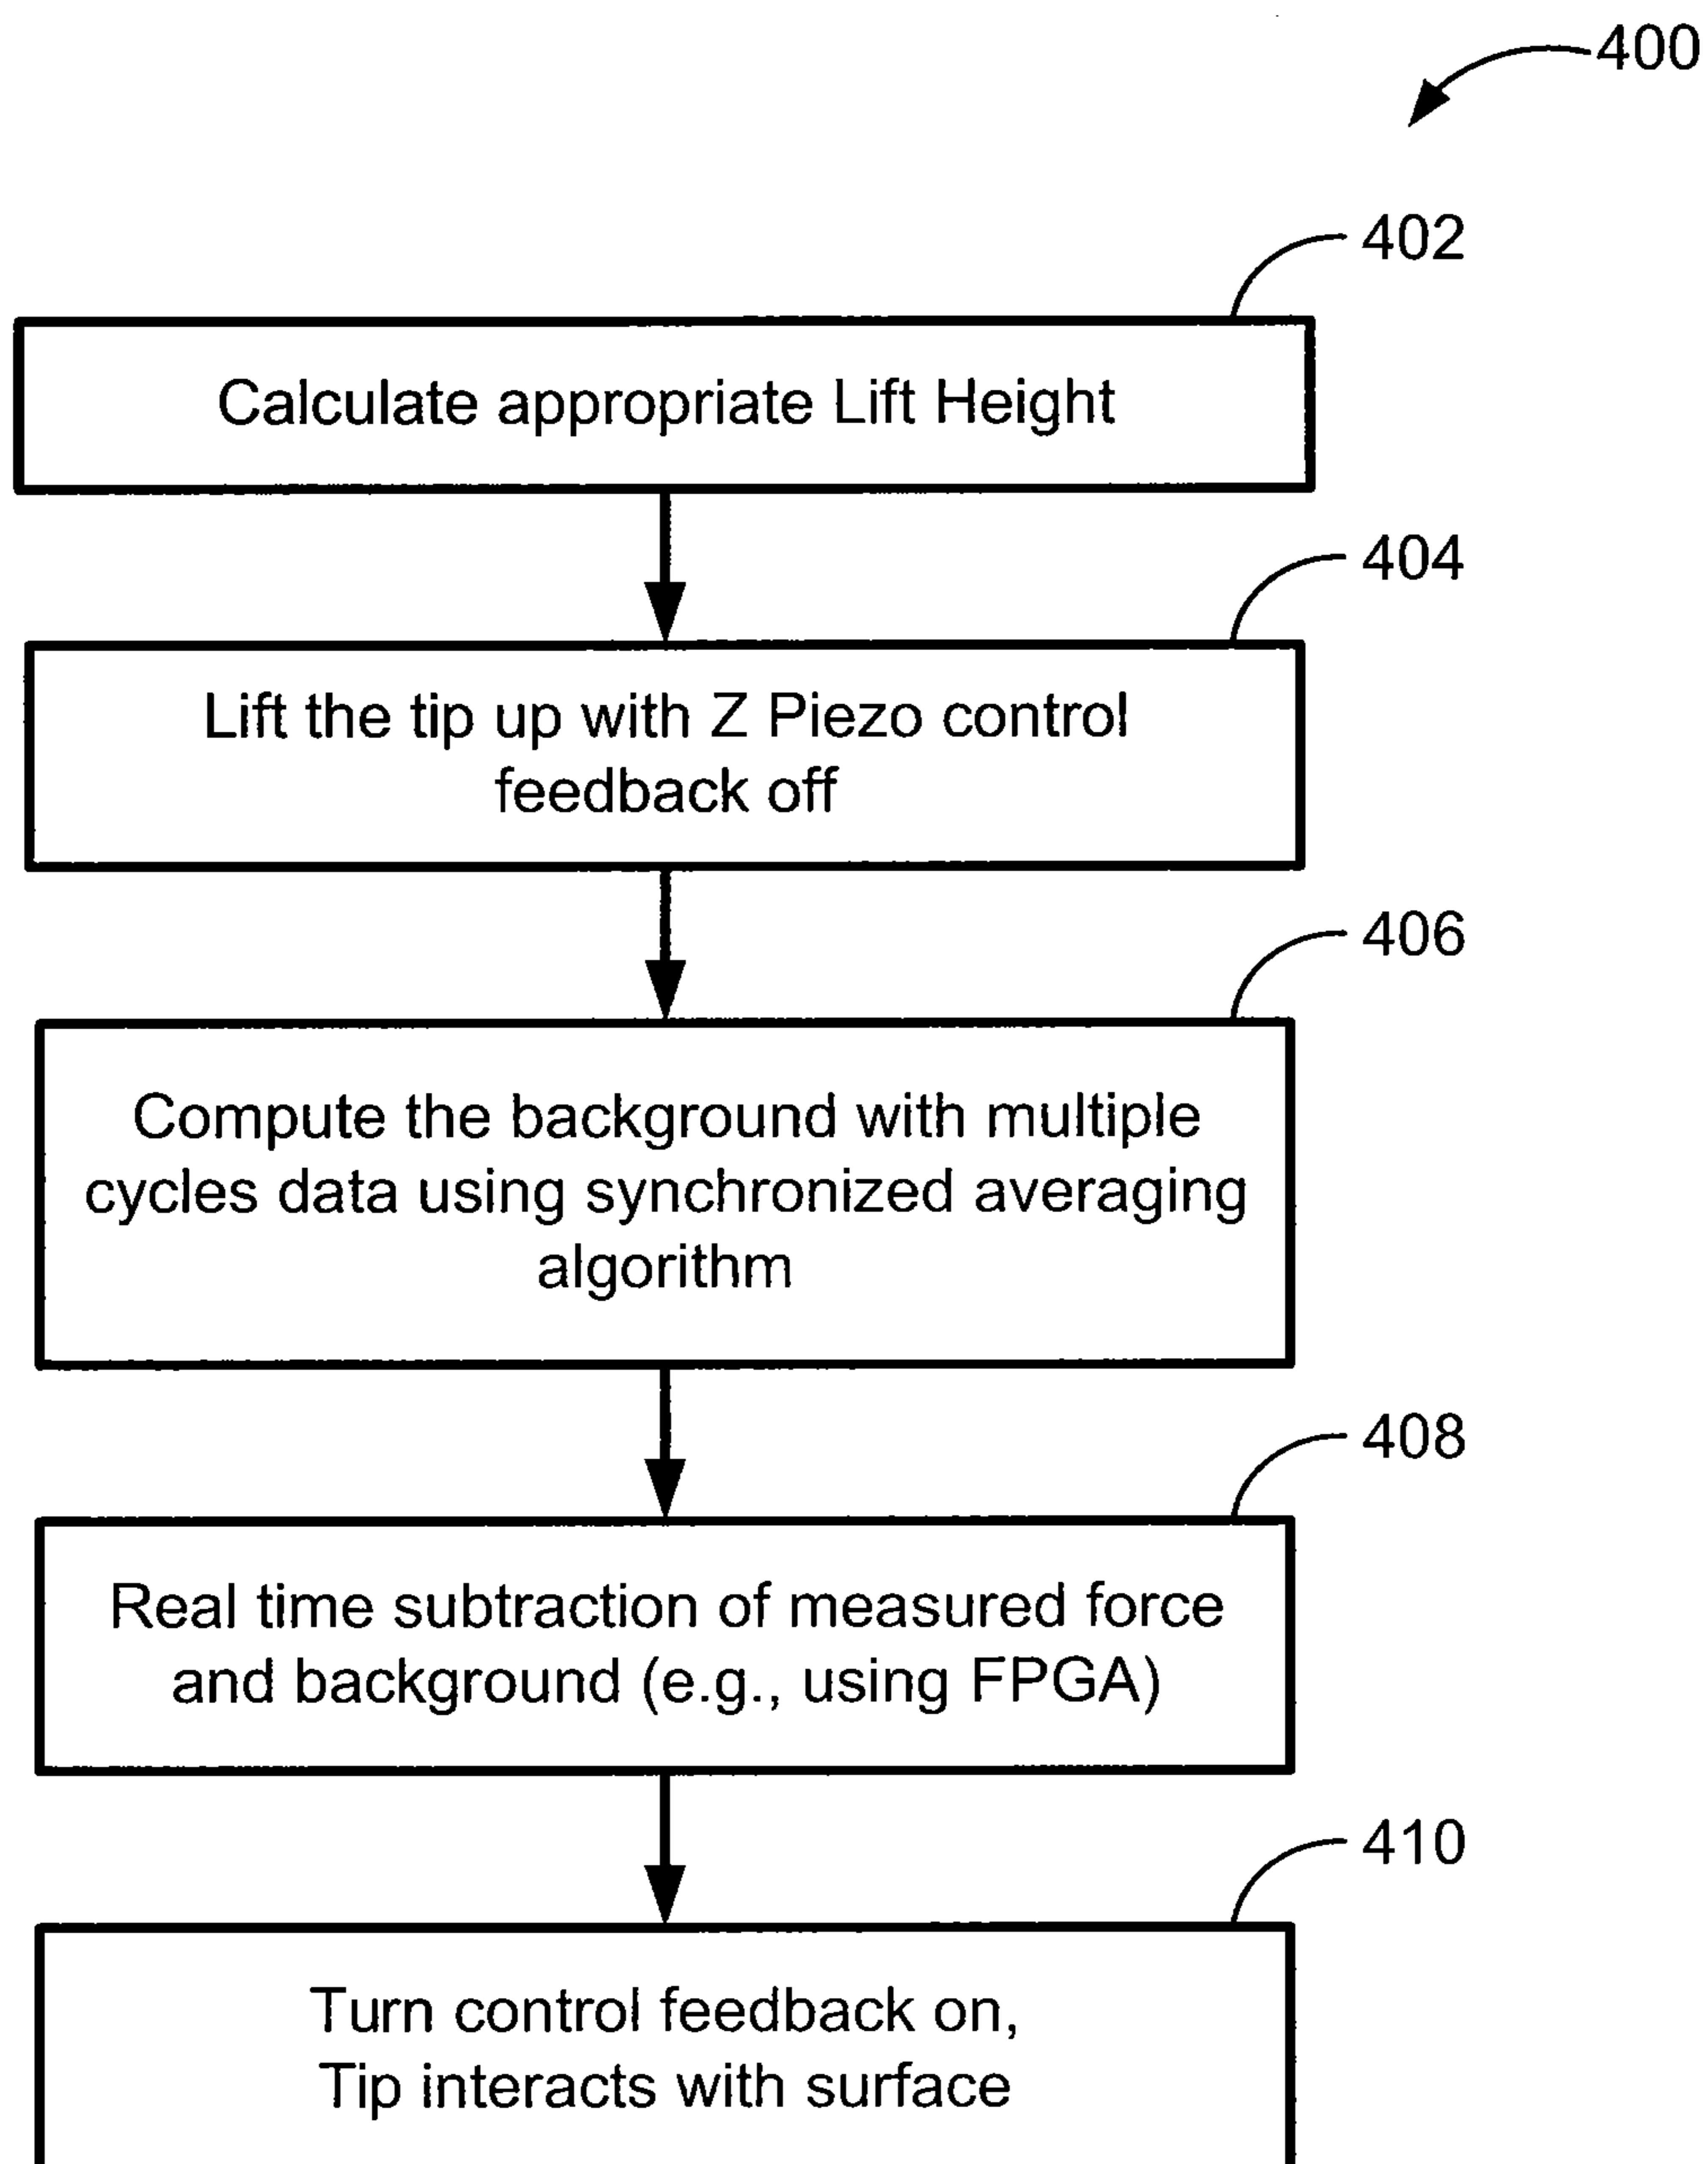 400
402
Calculate appropriate Lift Height
404
Lift the tip up with Z Piezo control
feedback off
406
Compute the background with multiple
cycles data using synchronized averaging
algorithm
408
Real time subtraction of measured force
and background (e.g., using FPGA)
410
Turn control feedback on,
Tip interacts with surface